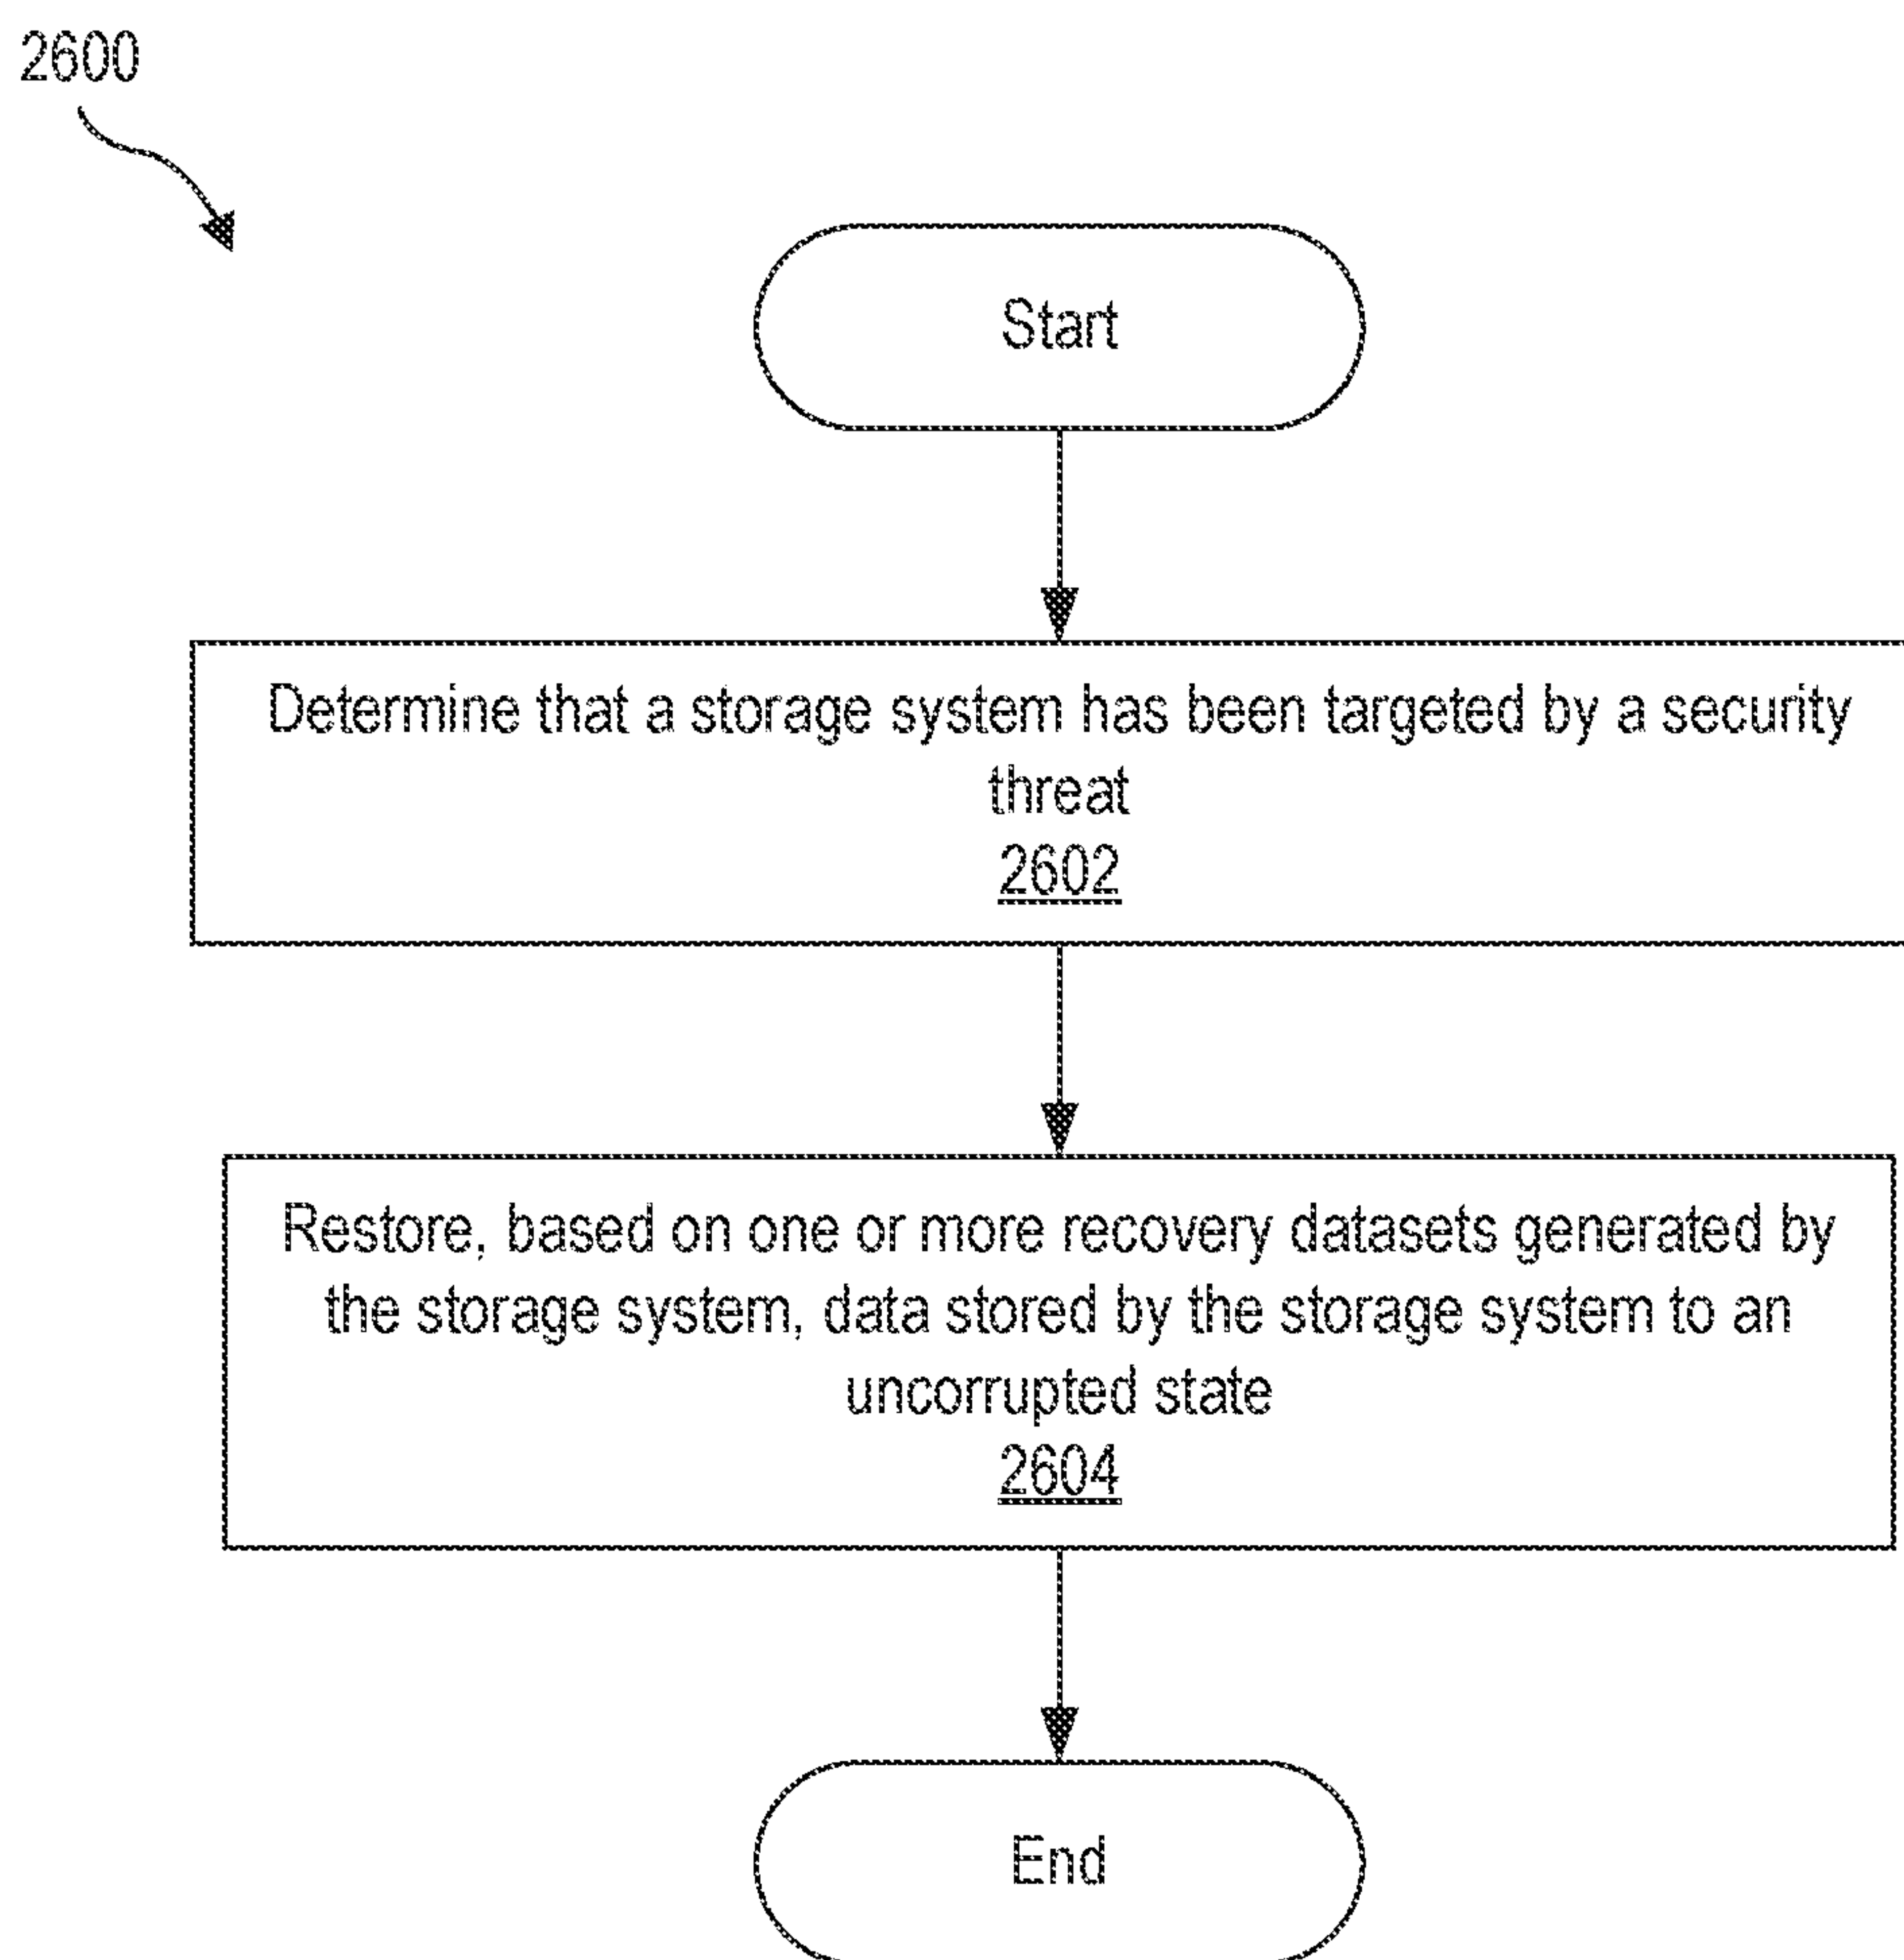 2600
Start
Determine that a storage system has been targeted by a security
threat
2602
Restore, based on one or more recovery datasets generated by
the storage system, data stored by the storage system to an
uncorrupted state
2604
End